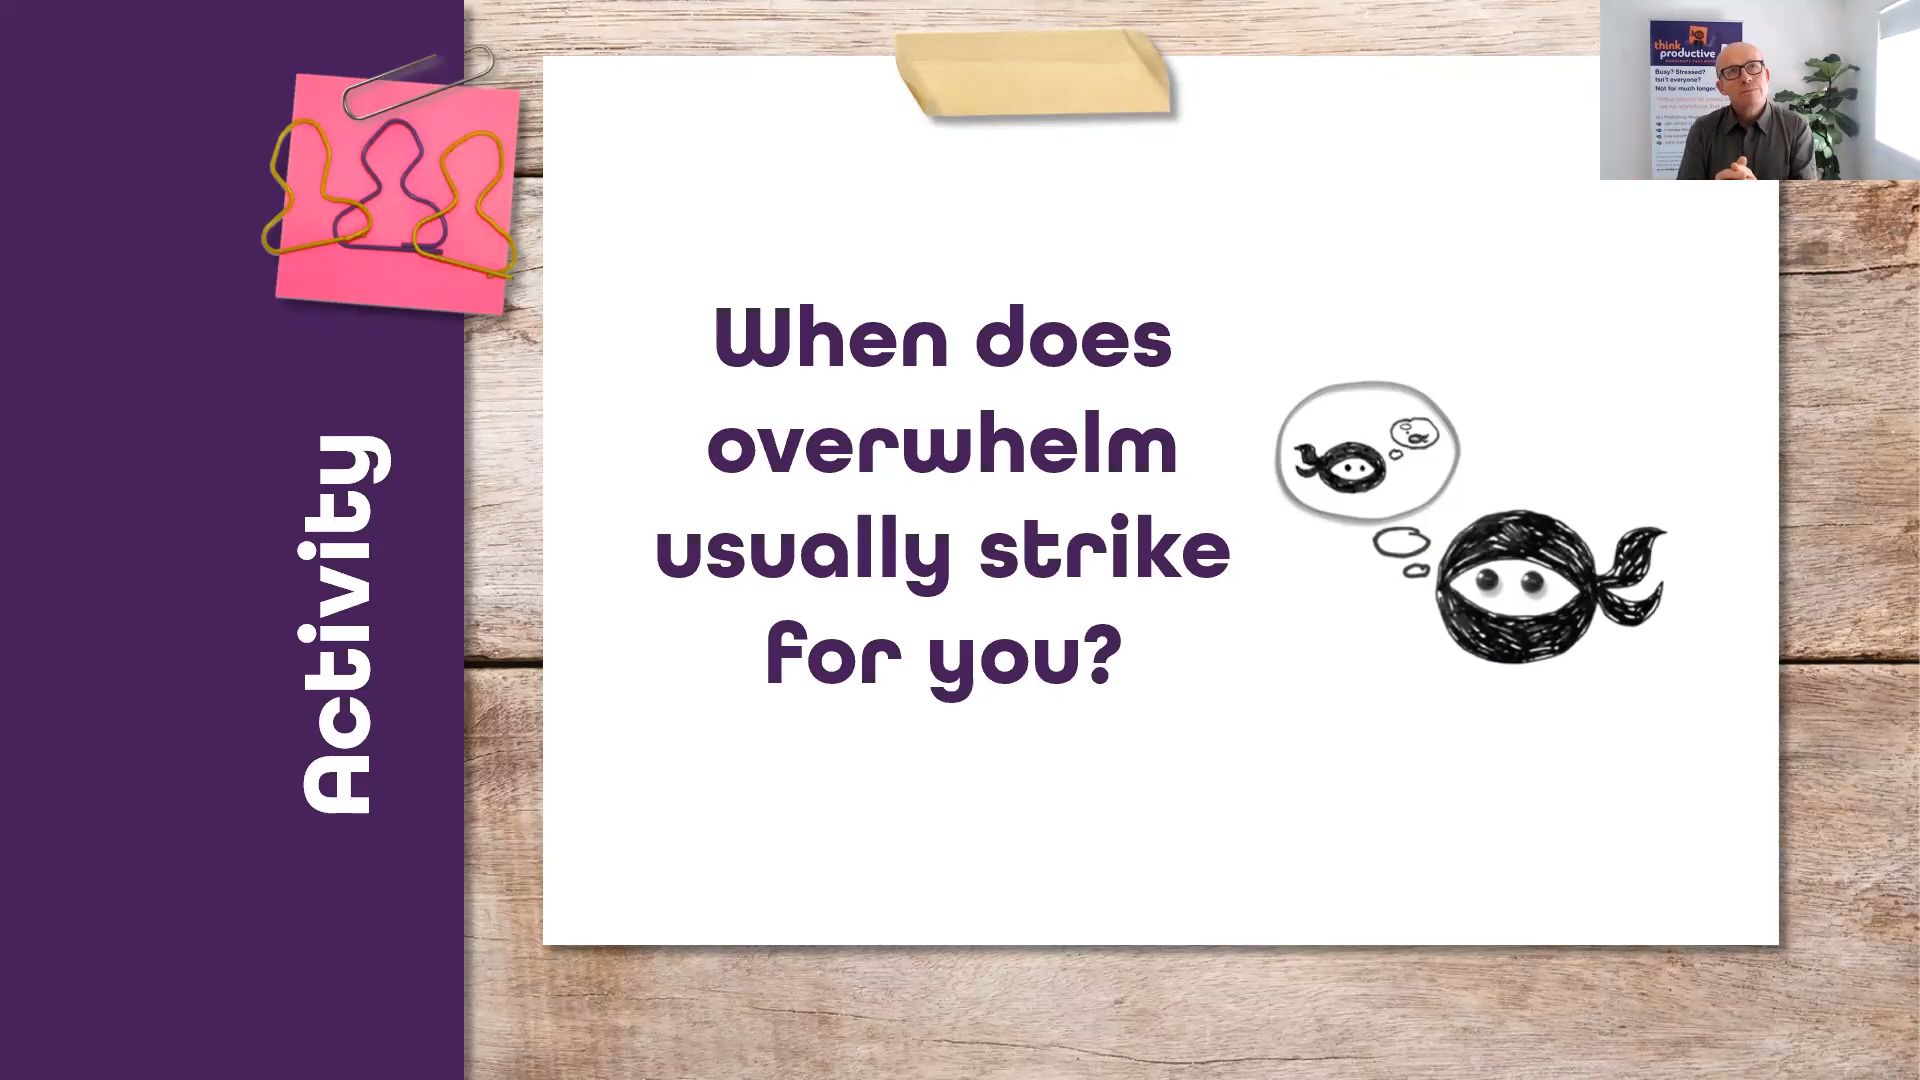 Activity
When does
overwhelm
usually strike
for you?
think
productive
Busy? Stressed?
Isn't everyone?
Not for much longer.